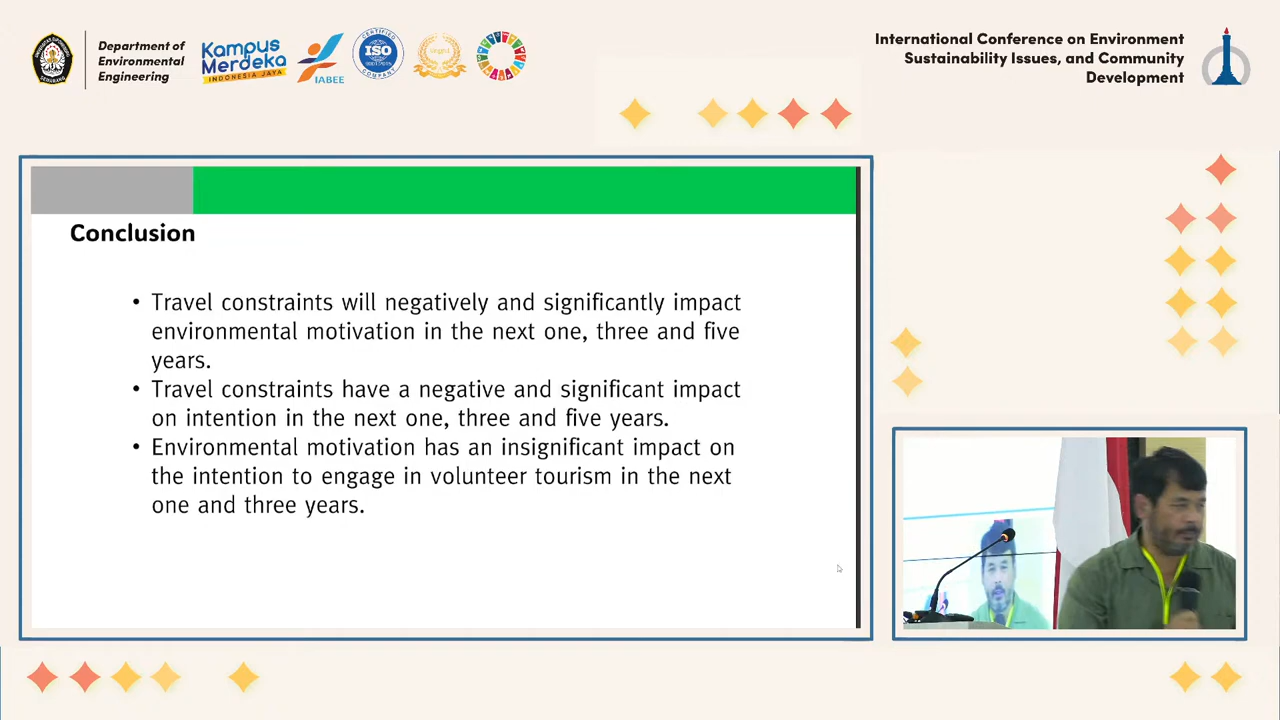 Department of
Environmental
Engineering
Kampus
Merdeka
INDONESIA JAYA
IABEE
CERTIFIED
ISO
COMPANY
International Conference on Environment
Sustainability Issues, and Community
Development
Conclusion
• Travel constraints will negatively and significantly impact
environmental motivation in the next one, three and five
years.
• Travel constraints have a negative and significant impact
on intention in the next one, three and five years.
• Environmental motivation has an insignificant impact on
the intention to engage in volunteer tourism in the next
one and three years.